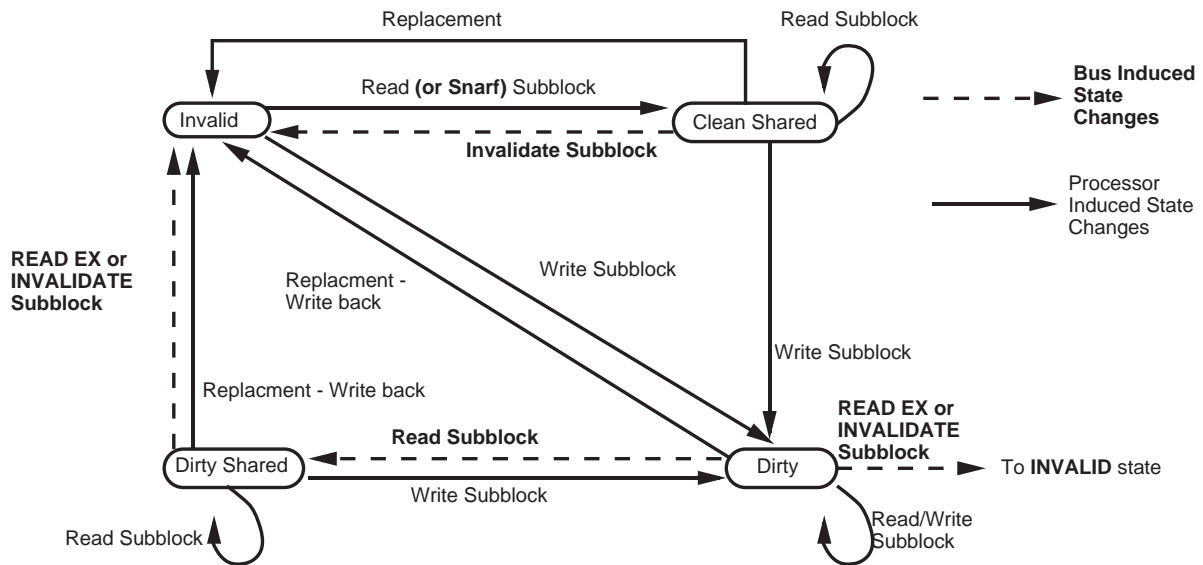 Replacement
Read Subblock
Read (or Snarf) Subblock
Bus Induced
State
Changes
Invalid
Clean Shared
Invalidate Subblock
Processor
Induced State
Changes
READ EX or
INVALIDATE
Subblock
Replacment -
Write back
Write Subblock
Write Subblock
Replacment - Write back
READ EX or
INVALIDATE
Subblock
Read Subblock
Dirty Shared
Dirty
To INVALID state
Write Subblock
Read Subblock
Read/Write
Subblock